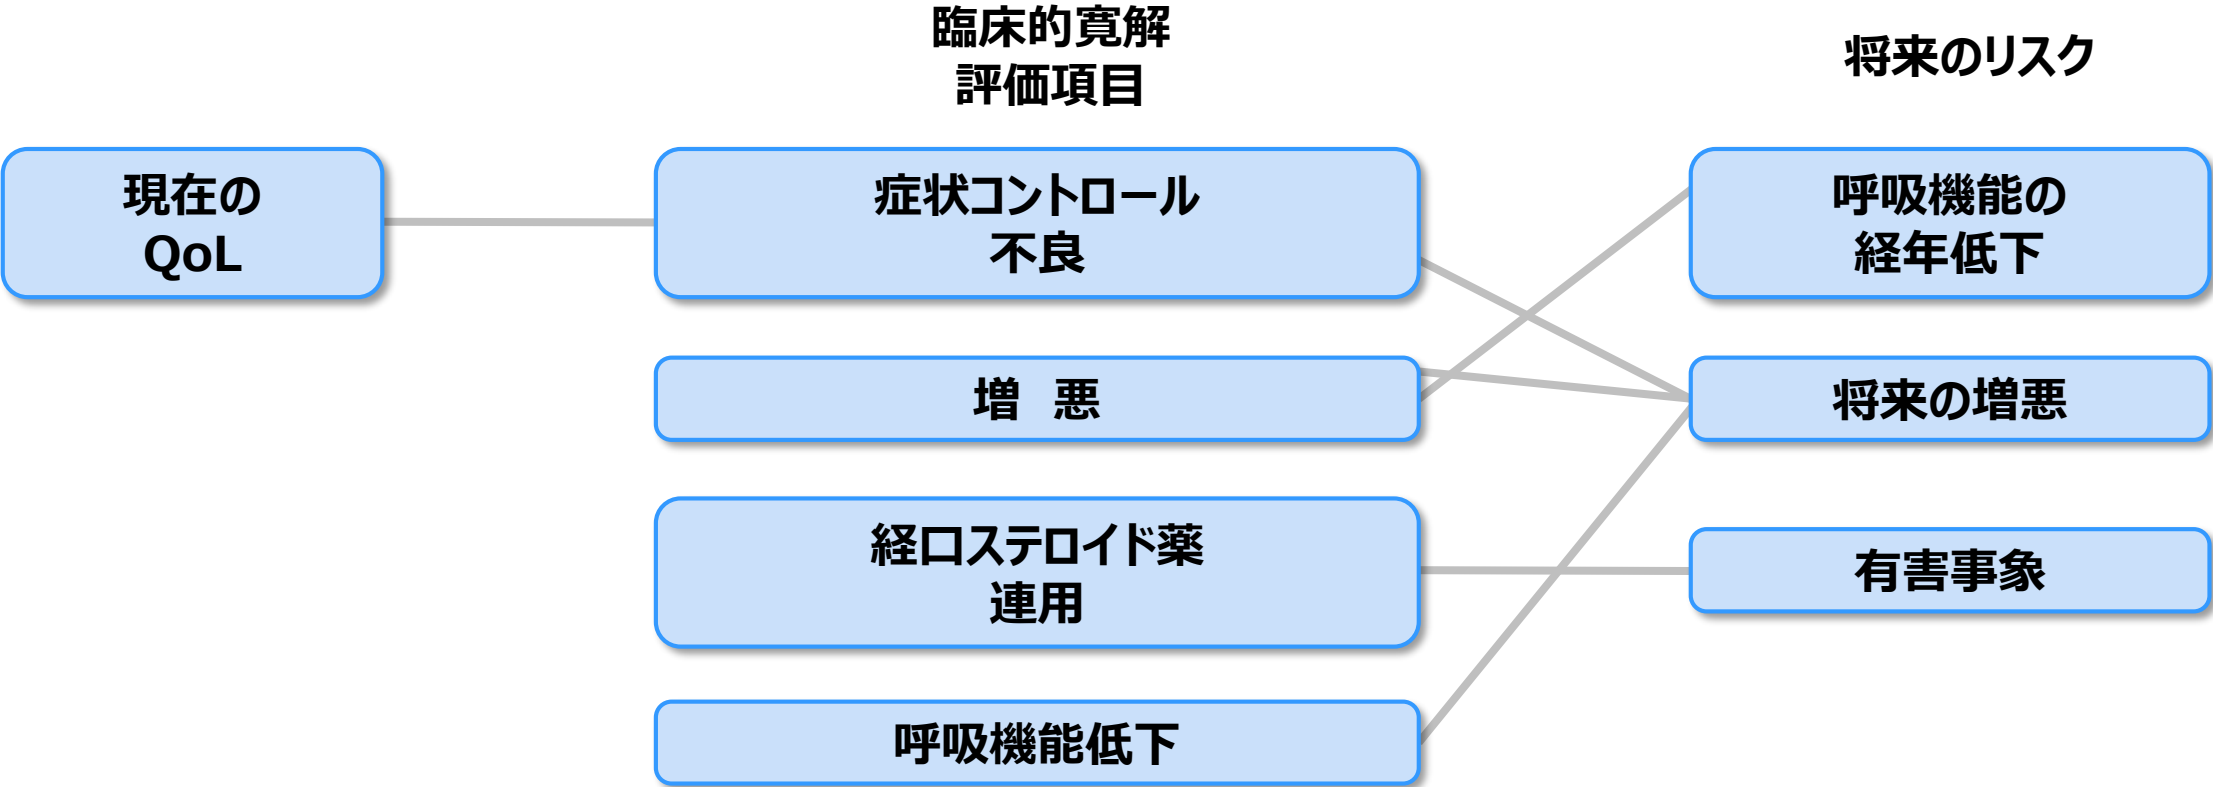 臨床的寛解
評価項目
将来のリスク
現在の
QoL
症状コントロール
不良
呼吸機能の
経年低下
増 悪
将来の増悪
経口ステロイド薬
連用
有害事象
呼吸機能低下